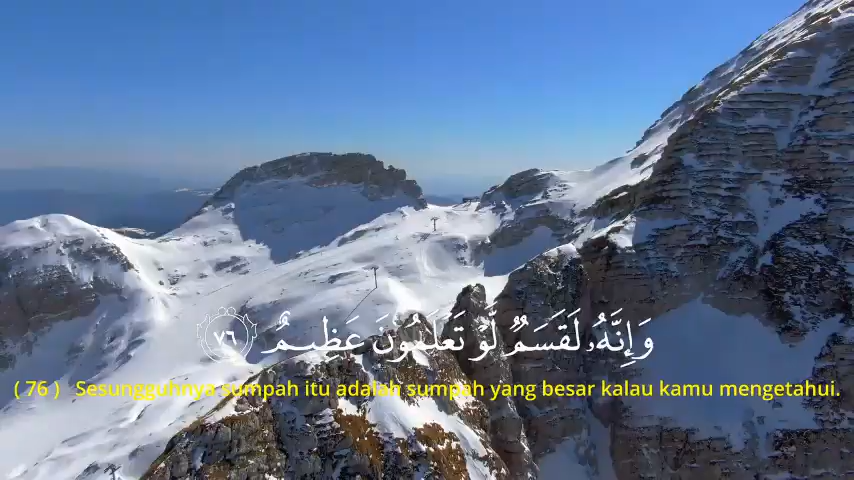 وَإِنَّهُۥ لَقَسَمٌ لَّوْ تَعْلَمُونَ عَظِيمٌ ٧٦
( 76 ) Sesungguhnya sumpah itu adalah sumpah yang besar kalau kamu mengetahui.